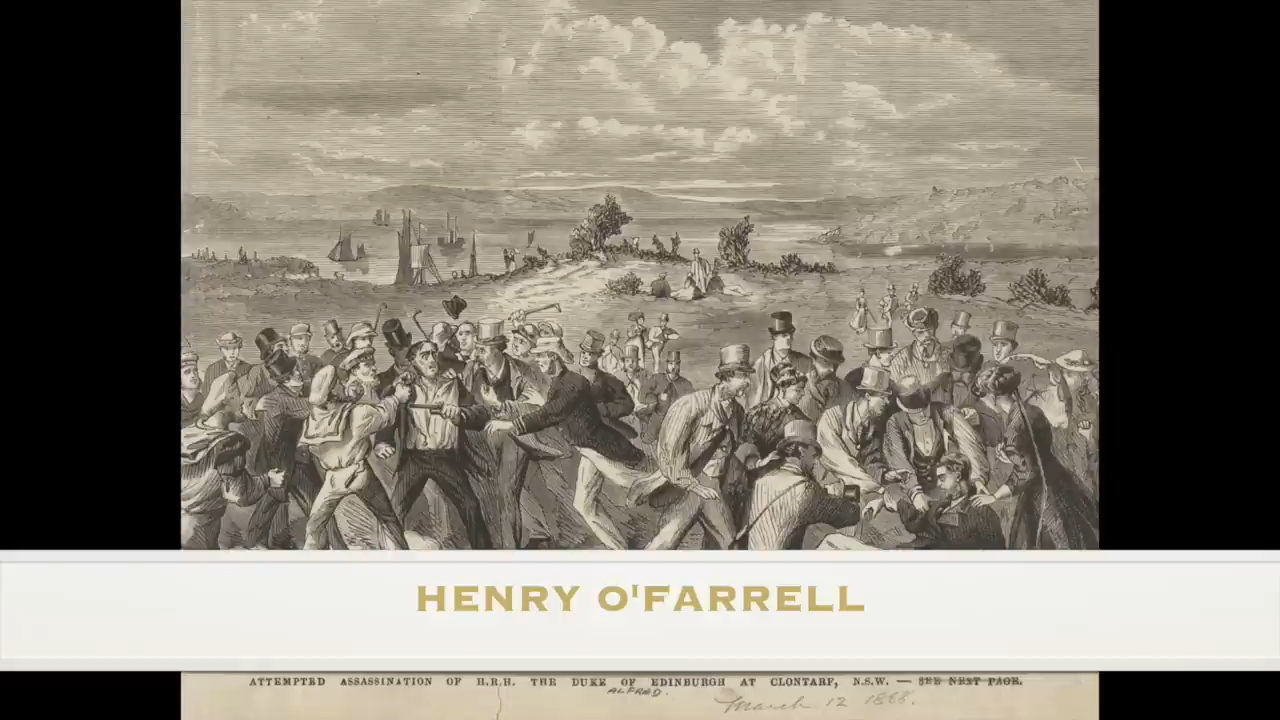 HENRY O'FARRELL
ATTEMPTED ASSASSINATION OF H.R.H. THE DUKE OF EDINBURGH AT CLONTARF, N.S.W. — SEE NEXT PAGE.
ALFRED.
March 12 1868.